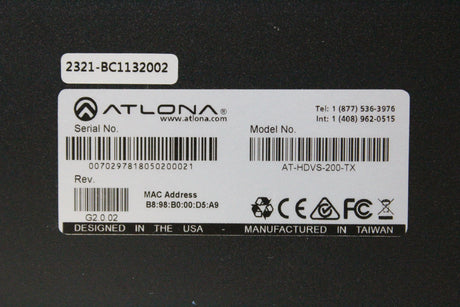 2321-BC1132002
ATLONA®
www.atlona.com
Tel: 1 (877) 536-3976
Int: 1 (408) 962-0515
Serial No.
Model No.
0070297818050200021
AT-HDVS-200-TX
Rev.
G2.0.02
MAC Address
B8:98:B0:00:D5:A9
CE FC
DESIGNED IN THE USA - MANUFACTURED IN TAIWAN